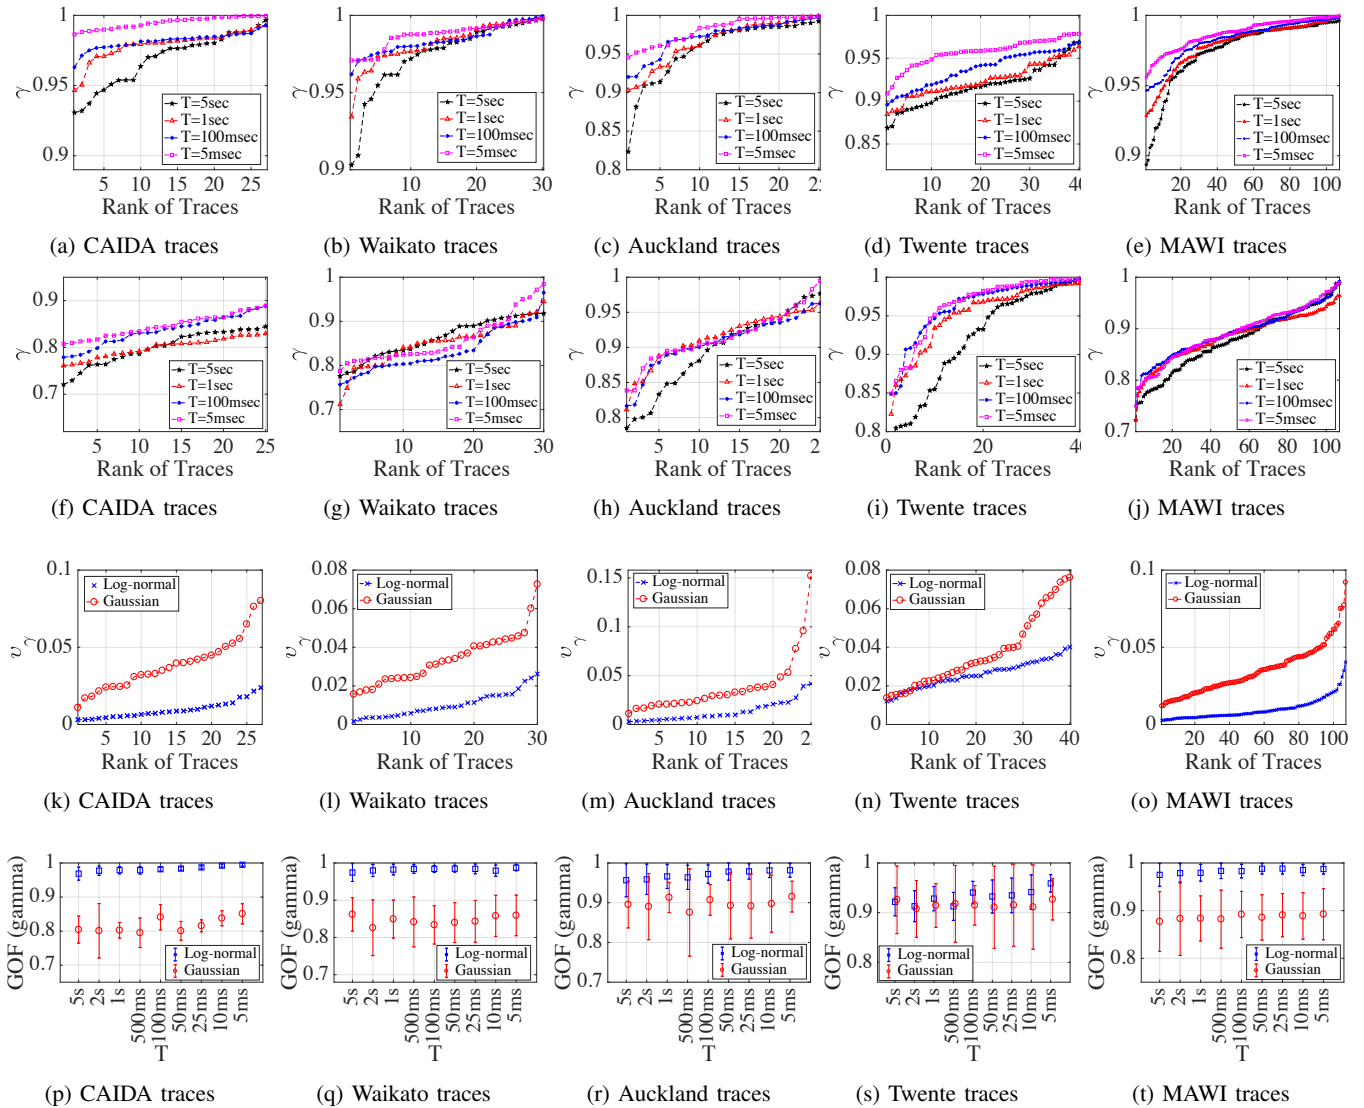 1
0.95
0.9
γ
5 10 15 20 25
Rank of Traces
T=5sec
T=1sec
T=100msec
T=5msec
(a) CAIDA traces
1
0.95
0.9
γ
10 20 30
Rank of Traces
T=5sec
T=1sec
T=100msec
T=5msec
(b) Waikato traces
1
0.95
0.9
0.85
0.8
γ
5 10 15 20 25
Rank of Traces
T=5sec
T=1sec
T=100msec
T=5msec
(c) Auckland traces
1
0.95
0.9
0.85
γ
10 20 30 40
Rank of Traces
T=5sec
T=1sec
T=100msec
T=5msec
(d) Twente traces
1
0.95
0.9
γ
20 40 60 80 100
Rank of Traces
T=5sec
T=1sec
T=100msec
T=5msec
(e) MAWI traces
0.9
0.8
0.7
γ
5 10 15 20 25
Rank of Traces
T=5sec
T=1sec
T=100msec
T=5msec
(f) CAIDA traces
1
0.9
0.8
0.7
γ
10 20 30
Rank of Traces
T=5sec
T=1sec
T=100msec
T=5msec
(g) Waikato traces
1
0.95
0.9
0.85
0.8
γ
5 10 15 20 25
Rank of Traces
T=5sec
T=1sec
T=100msec
T=5msec
(h) Auckland traces
1
0.95
0.9
0.85
0.8
γ
0 20 40
Rank of Traces
T=5sec
T=1sec
T=100msec
T=5msec
(i) Twente traces
1
0.9
0.8
0.7
γ
20 40 60 80 100
Rank of Traces
T=5sec
T=1sec
T=100msec
T=5msec
(j) MAWI traces
0.1
0.05
0
υγ
5 10 15 20 25
Rank of Traces
Log-normal
Gaussian
(k) CAIDA traces
0.08
0.06
0.04
0.02
0
υγ
10 20 30
Rank of Traces
Log-normal
Gaussian
(l) Waikato traces
0.15
0.1
0.05
0
υγ
5 10 15 20 25
Rank of Traces
Log-normal
Gaussian
(m) Auckland traces
0.08
0.06
0.04
0.02
0
υγ
10 20 30 40
Rank of Traces
Log-normal
Gaussian
(n) Twente traces
0.1
0.05
0
υγ
20 40 60 80 100
Rank of Traces
Log-normal
Gaussian
(o) MAWI traces
GOF (gamma)
1
0.9
0.8
0.7
Log-normal
Gaussian
5s 2s 1s 500ms 100ms 50ms 25ms 10ms 5ms
T
(p) CAIDA traces
GOF (gamma)
1
0.9
0.8
0.7
Log-normal
Gaussian
5s 2s 1s 500ms 100ms 50ms 25ms 10ms 5ms
T
(q) Waikato traces
GOF (gamma)
1
0.9
0.8
0.7
Log-normal
Gaussian
5s 2s 1s 500ms 100ms 50ms 25ms 10ms 5ms
T
(r) Auckland traces
GOF (gamma)
1
0.9
0.8
Log-normal
Gaussian
5s 2s 1s 500ms 100ms 50ms 25ms 10ms 5ms
T
(s) Twente traces
GOF (gamma)
1
0.9
0.8
Log-normal
Gaussian
5s 2s 1s 500ms 100ms 50ms 25ms 10ms 5ms
T
(t) MAWI traces